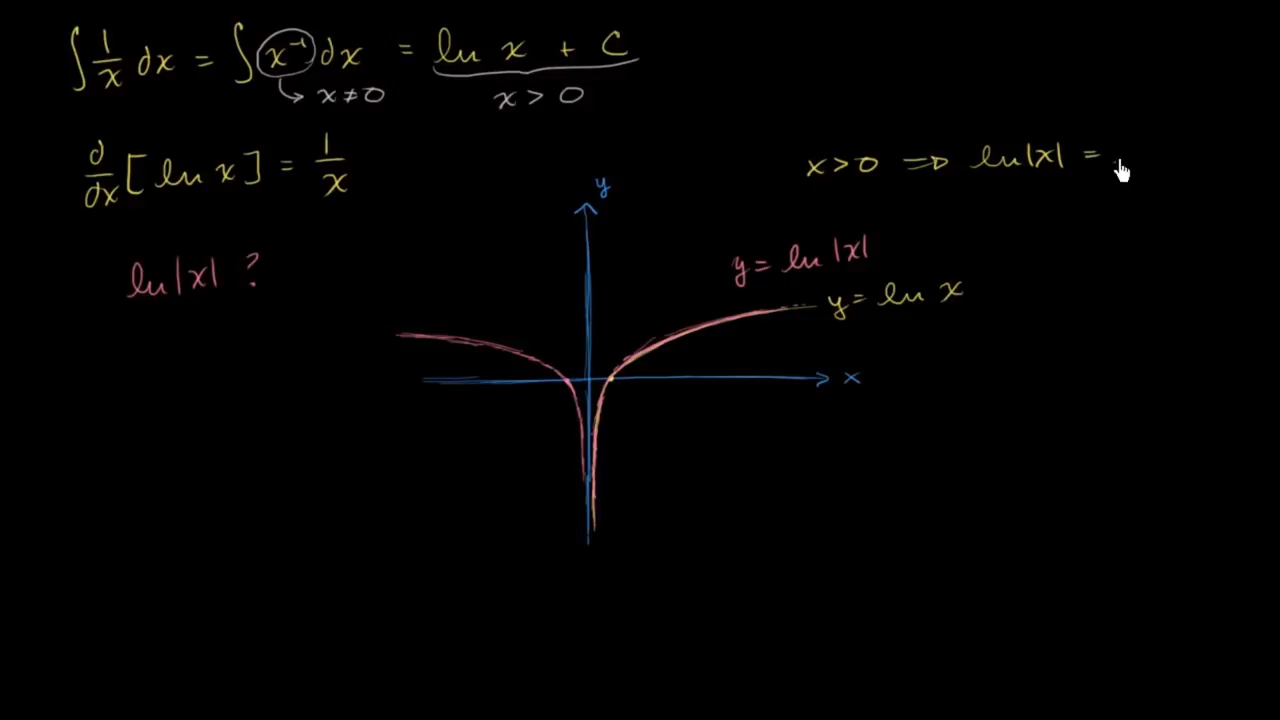 ∫ 1/x dx = ∫ x⁻¹ dx = ln x + C
↳ x ≠ 0
x > 0
d/dx [ln x] = 1/x
x > 0 ⇒ ln|x| =
y
ln|x| ?
y = ln|x|
y = ln x
x